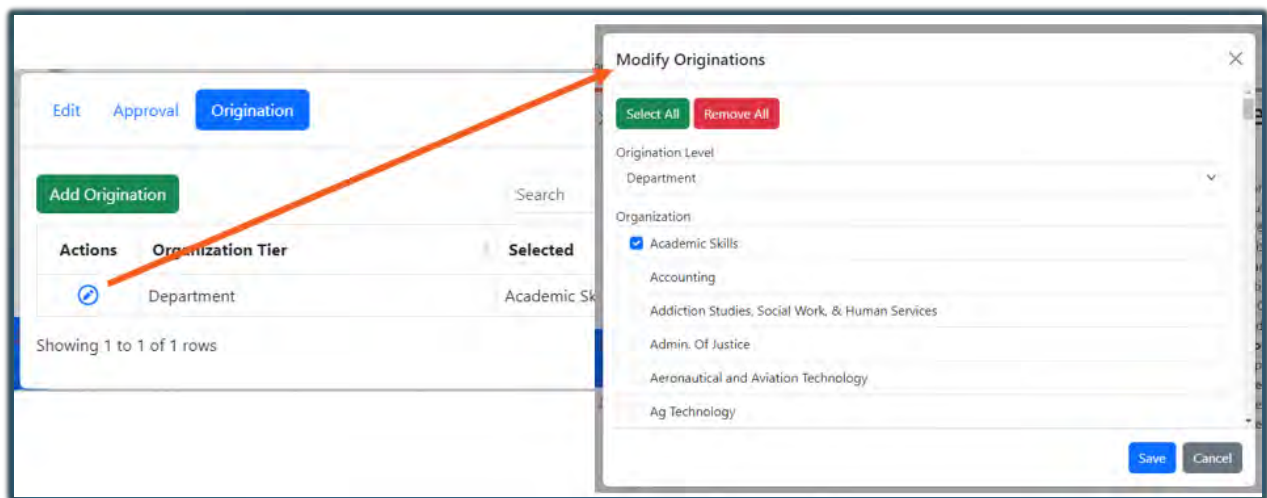 Edit Approval Origination
Add Origination Search
Actions Organization Tier Selected
Department Academic Sk
Showing 1 to 1 of 1 rows
Modify Originations
Select All Remove All
Origination Level
Department
Organization
Academic Skills
Accounting
Addiction Studies, Social Work, & Human Services
Admin. Of Justice
Aeronautical and Aviation Technology
Ag Technology
Save Cancel